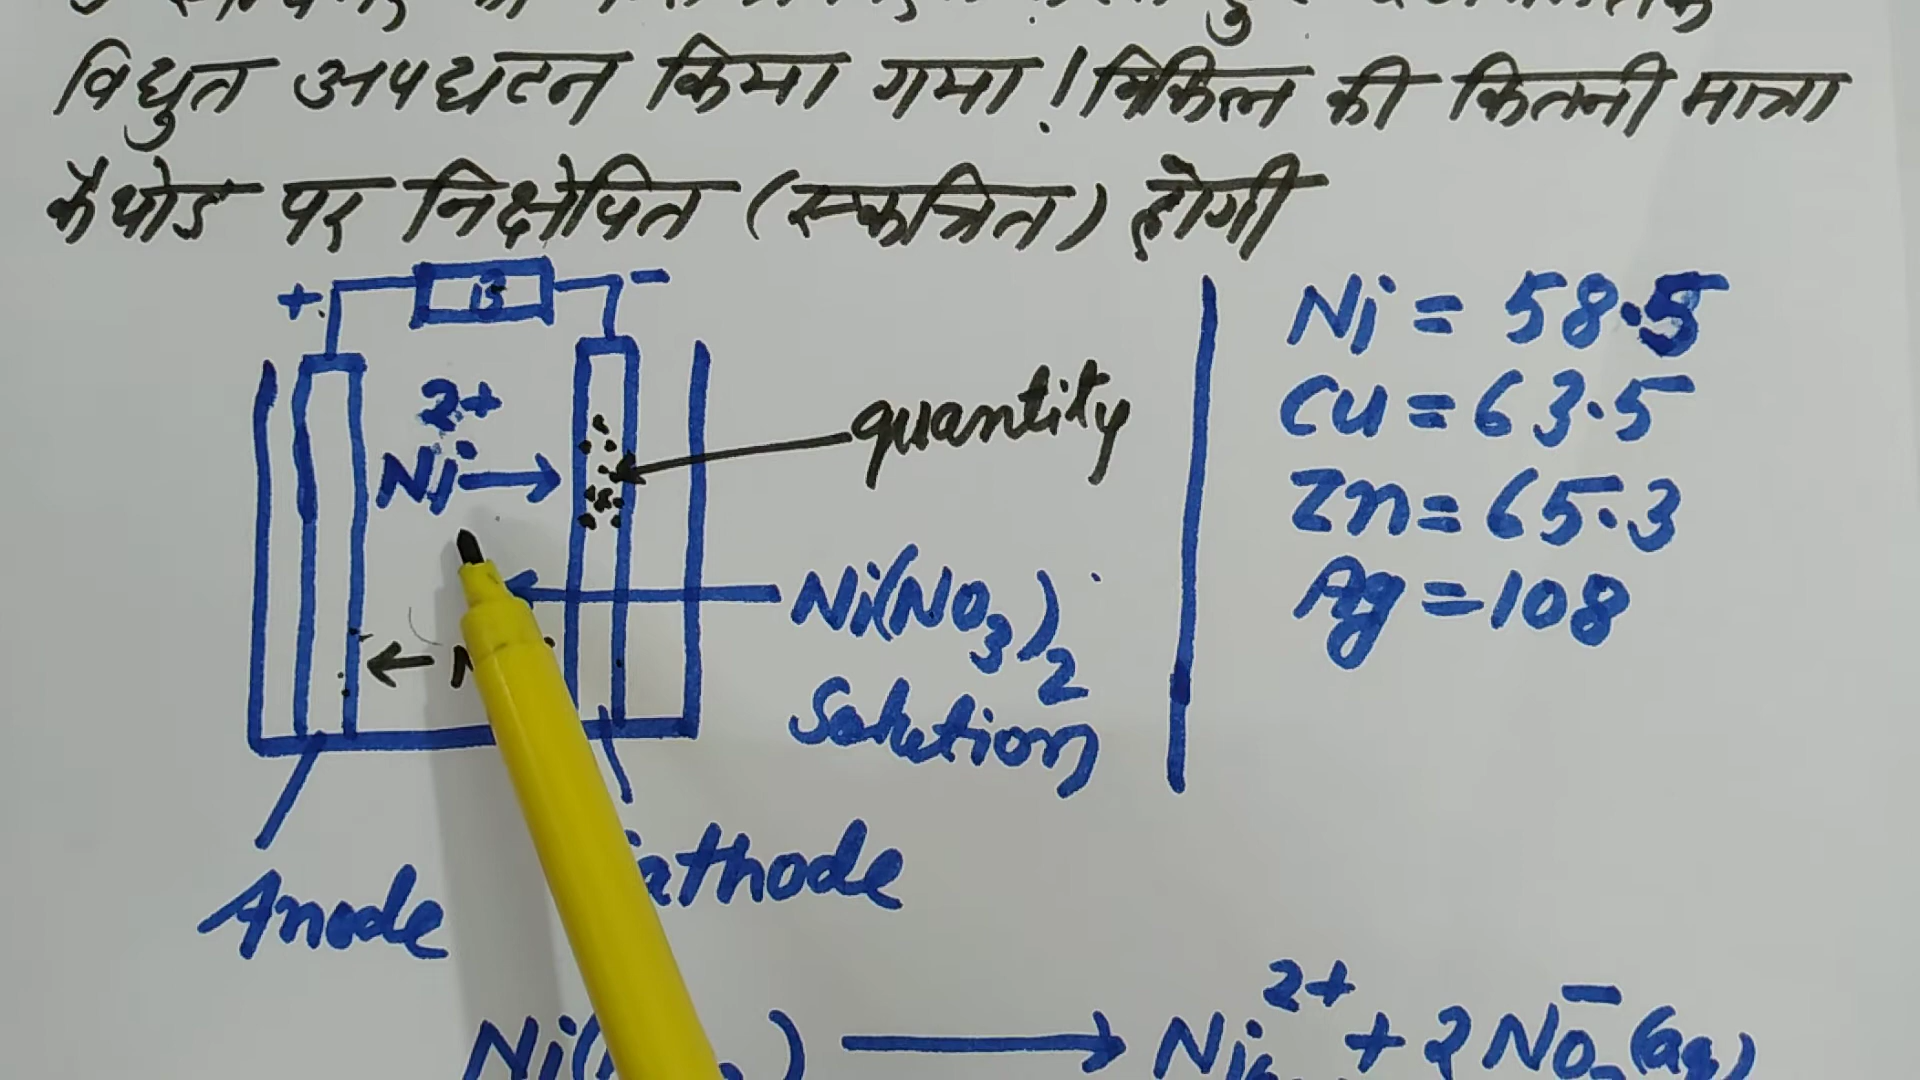 विद्युत अपघटन किया गया ! निकिल की कितनी मात्रा
कैथोड पर निक्षेपित (एकत्रित) होगी
+ B -
2+
Ni
quantity
Ni(NO3)2
Solution
Anode
athode
Ni = 58.5
Cu = 63.5
Zn = 65.3
Ag = 108
Ni( ) → Ni2+ + 2NO3-(aq)